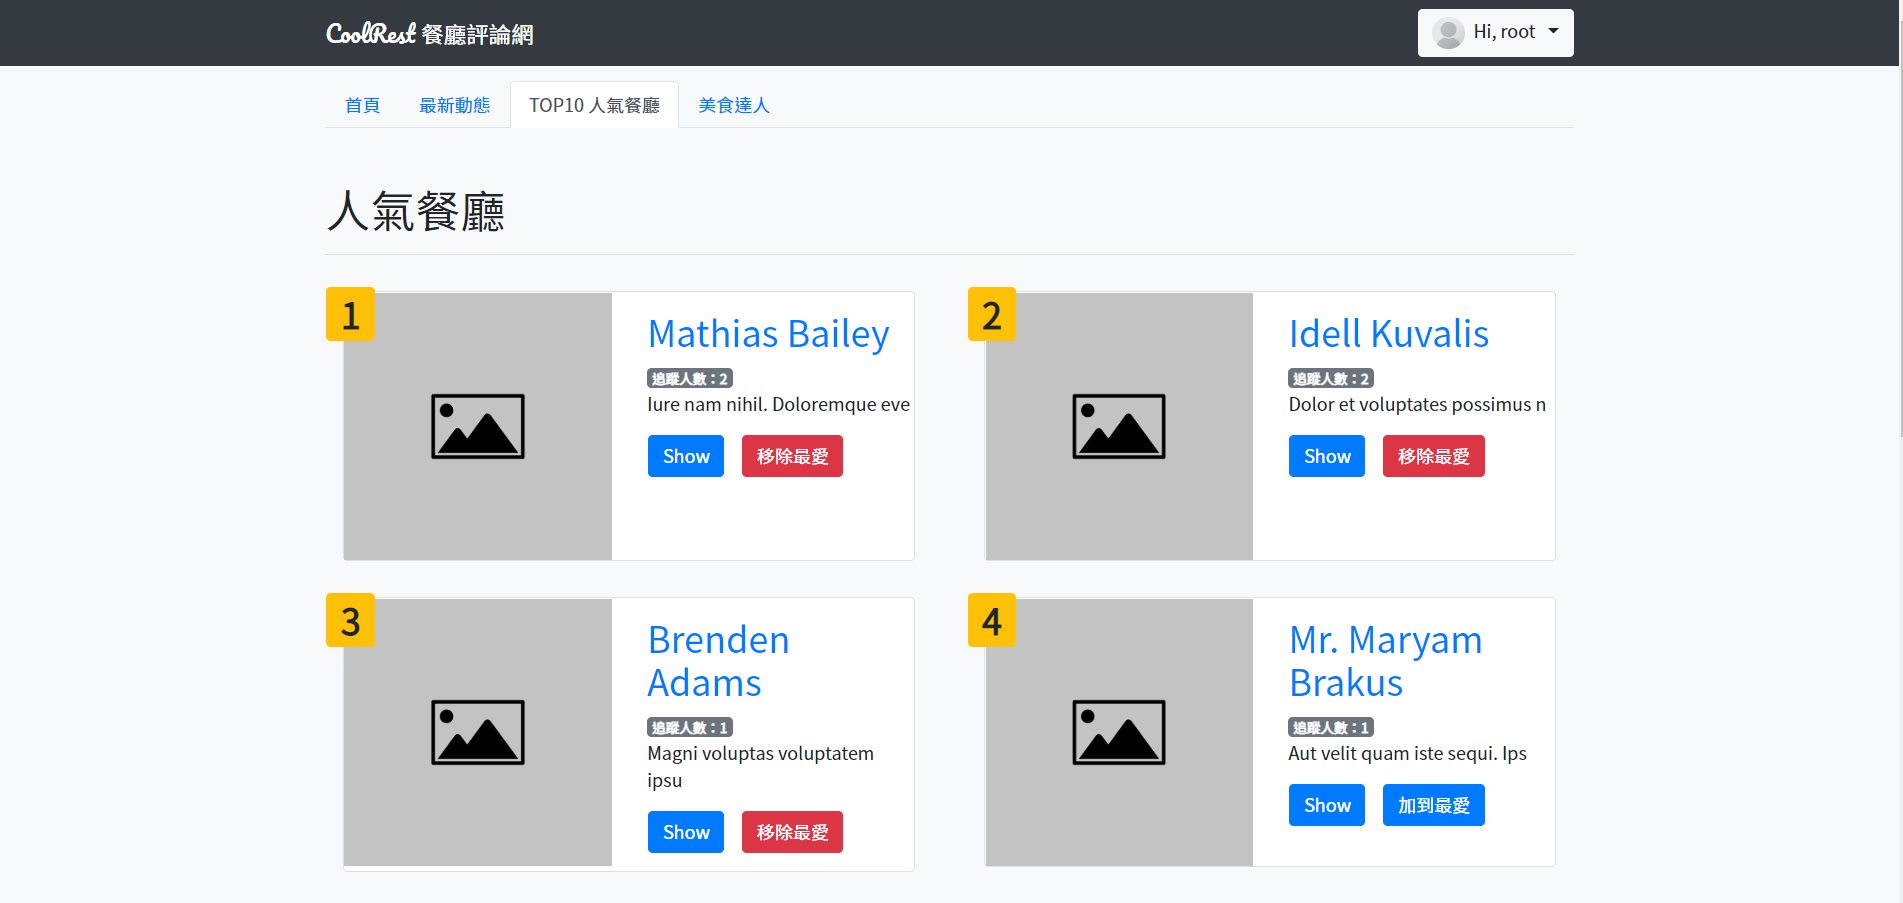 CoolRest 餐廳評論網
Hi, root
首頁
最新動態
TOP10 人氣餐廳
美食達人
人氣餐廳
1
Mathias Bailey
追蹤人數：2
Iure nam nihil. Doloremque eve
Show
移除最愛
2
Idell Kuvalis
追蹤人數：2
Dolor et voluptates possimus n
Show
移除最愛
3
Brenden
Adams
追蹤人數：1
Magni voluptas voluptatem
ipsu
Show
移除最愛
4
Mr. Maryam
Brakus
追蹤人數：1
Aut velit quam iste sequi. Ips
Show
加到最愛